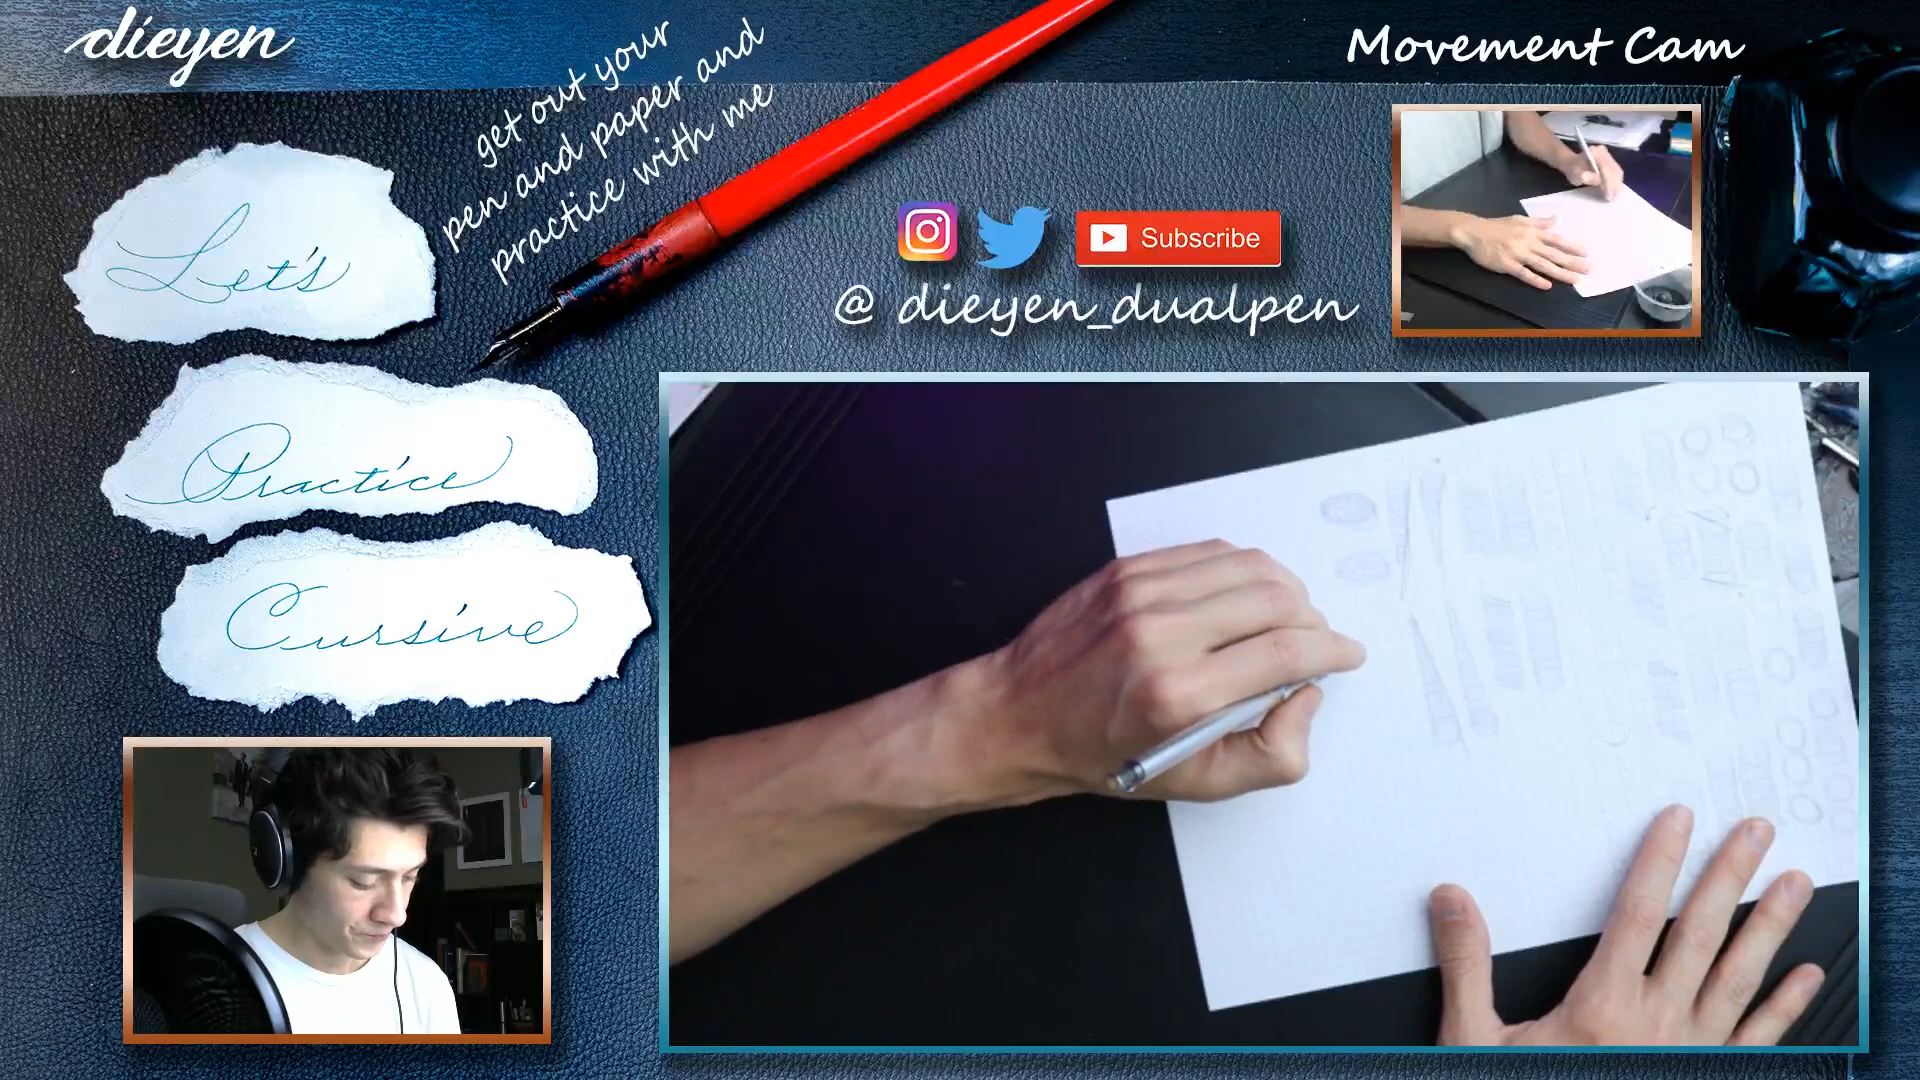 dieyen
get out your
pen and paper and
practice with me
Movement Cam
Let's
Practice
Cursive
Subscribe
@ dieyen_dualpen